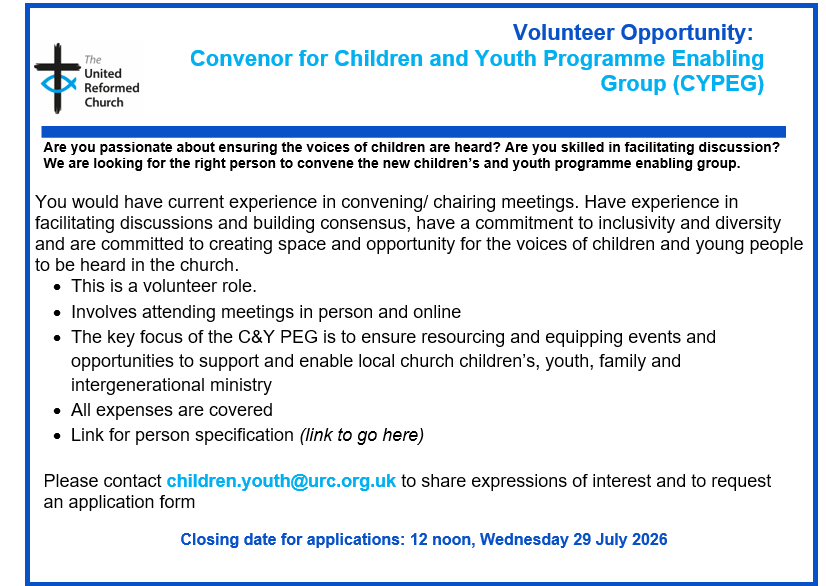 Volunteer Opportunity:
Convenor for Children and Youth Programme Enabling
Group (CYPEG)
The
United
Reformed
Church
Are you passionate about ensuring the voices of children are heard? Are you skilled in facilitating discussion?
We are looking for the right person to convene the new children's and youth programme enabling group.
You would have current experience in convening/ chairing meetings. Have experience in
facilitating discussions and building consensus, have a commitment to inclusivity and diversity
and are committed to creating space and opportunity for the voices of children and young people
to be heard in the church.
• This is a volunteer role.
• Involves attending meetings in person and online
• The key focus of the C&Y PEG is to ensure resourcing and equipping events and
opportunities to support and enable local church children's, youth, family and
intergenerational ministry
• All expenses are covered
• Link for person specification (link to go here)
Please contact children.youth@urc.org.uk to share expressions of interest and to request
an application form
Closing date for applications: 12 noon, Wednesday 29 July 2026